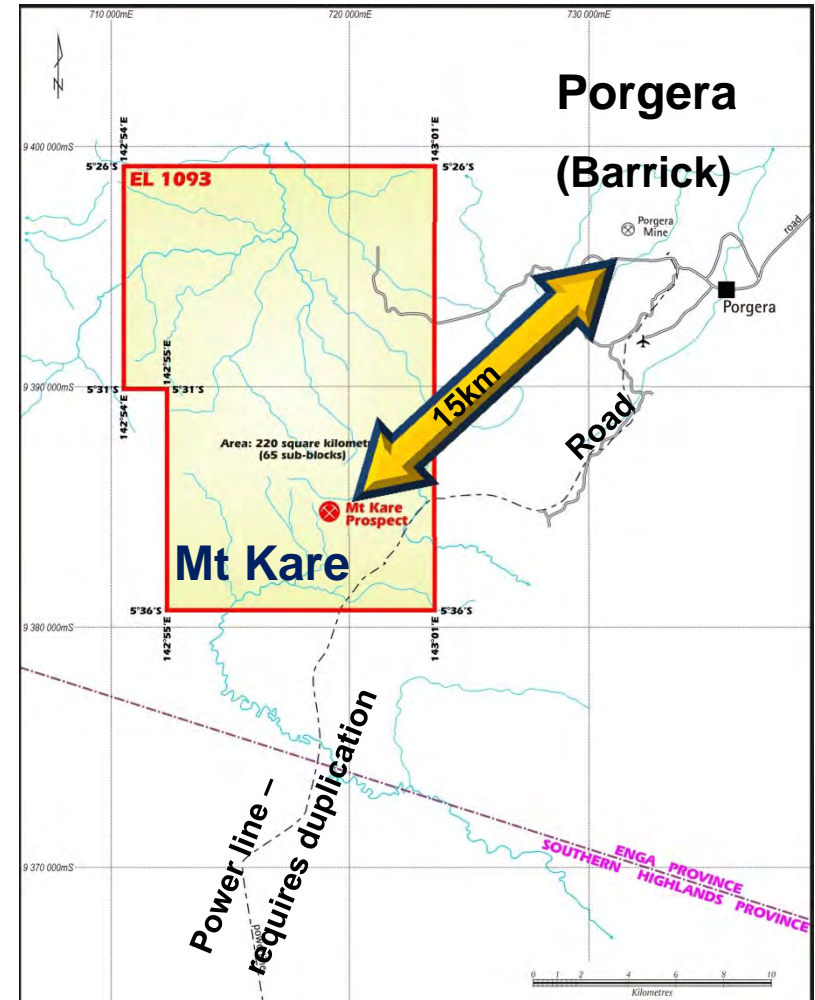 710 000mE
720 000mE
730 000mE
N
Porgera
(Barrick)
9 400 000mS
142°54'E
143°01'E
5°26'S
EL 1093
5°26'S
Porgera
Mine
road
Porgera
142°55'E
5°31'S
5°31'S
9 390 000mS
142°54'E
15km
Road
Area: 220 square kilomet
(65 sub-blocks)
Mt Kare
Prospect
Mt Kare
5°36'S
5°36'S
9 380 000mS
142°55'E
143°01'E
Power line –
requires duplication
ENGA PROVINCE
SOUTHERN HIGHLANDS PROVINCE
9 370 000mS
0 1 2 4 6 8 10
Kilometres